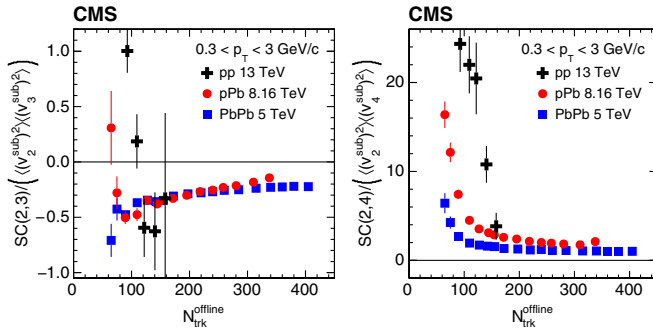 CMS
0.3 < p_T < 3 GeV/c
pp 13 TeV
pPb 8.16 TeV
PbPb 5 TeV
SC(2,3)/(⟨(v_2^sub)²⟩⟨(v_3^sub)²⟩)
1.0
0.5
0.0
−0.5
−1.0
0 100 200 300 400
N_trk^offline
CMS
0.3 < p_T < 3 GeV/c
pp 13 TeV
pPb 8.16 TeV
PbPb 5 TeV
SC(2,4)/(⟨(v_2^sub)²⟩⟨(v_4^sub)²⟩)
20
10
0
0 100 200 300 400
N_trk^offline